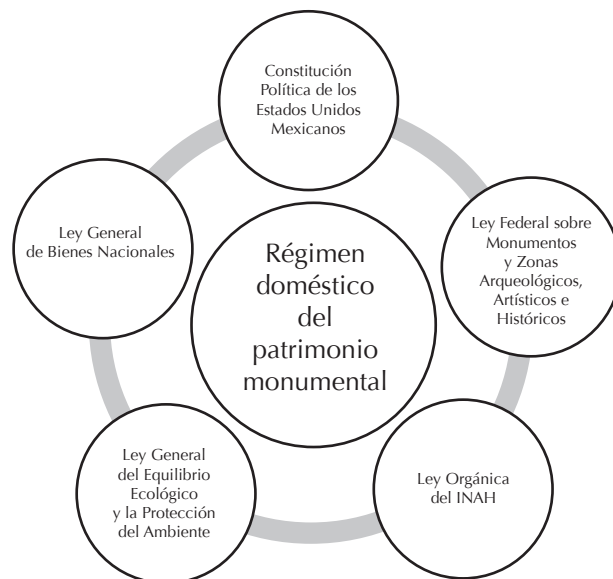 Constitución
Política de los
Estados Unidos
Mexicanos
Ley General
de Bienes Nacionales
Ley Federal sobre
Monumentos
y Zonas
Arqueológicos,
Artísticos e
Históricos
Régimen
doméstico
del
patrimonio
monumental
Ley General
del Equilibrio
Ecológico
y la Protección
del Ambiente
Ley Orgánica
del INAH